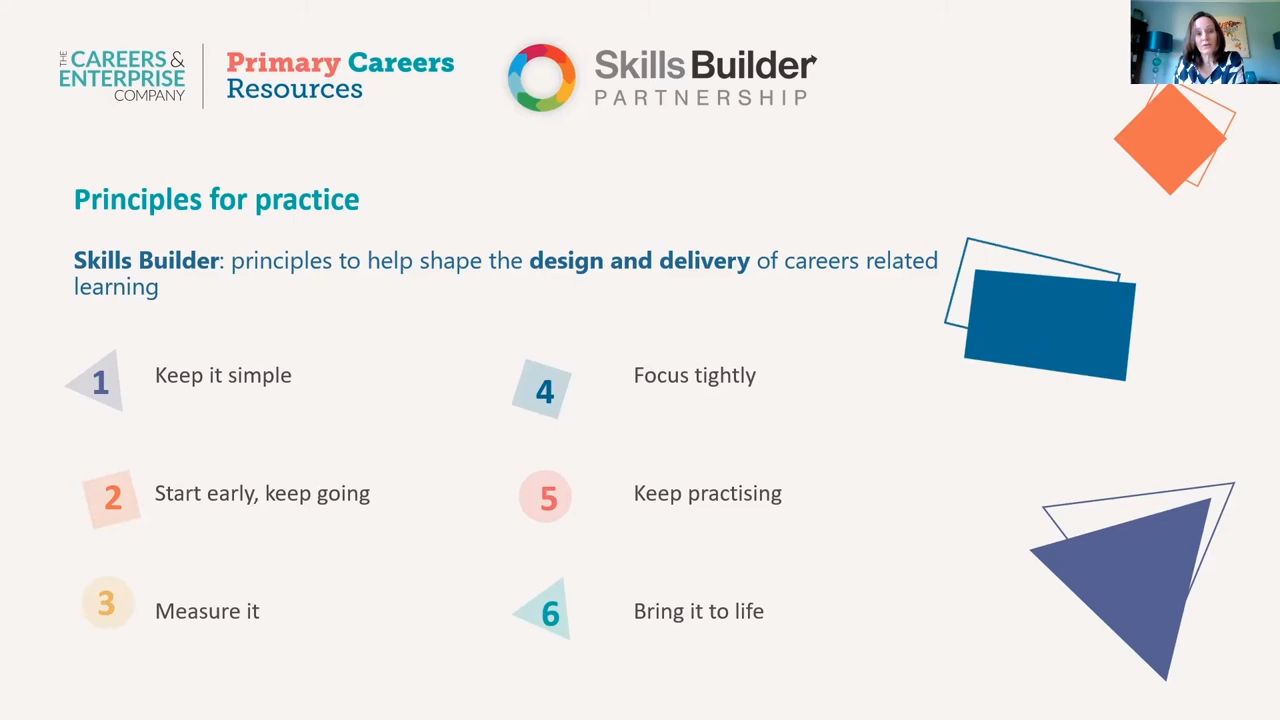 THE CAREERS &
ENTERPRISE
COMPANY
Primary Careers
Resources
Skills Builder
PARTNERSHIP
Principles for practice
Skills Builder: principles to help shape the design and delivery of careers related
learning
1 Keep it simple
2 Start early, keep going
3 Measure it
4 Focus tightly
5 Keep practising
6 Bring it to life